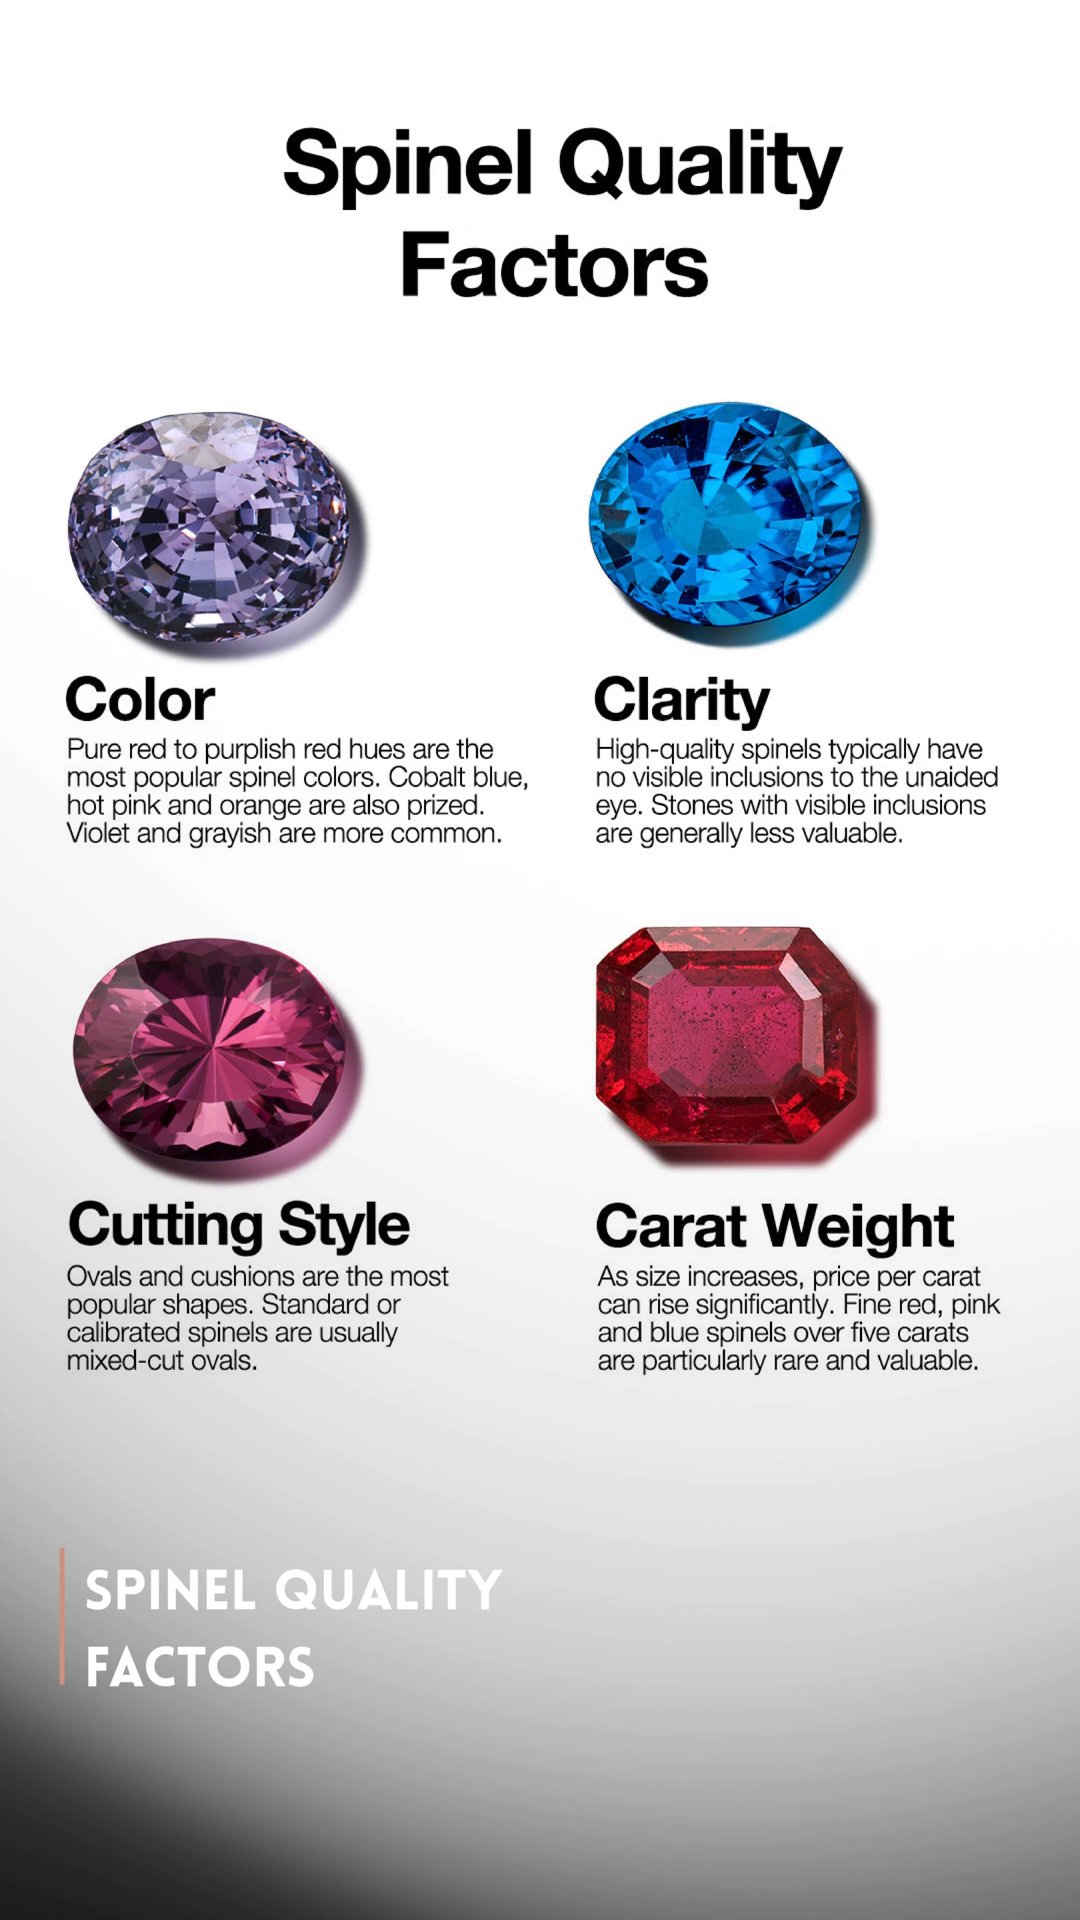 Spinel Quality
Factors
Color
Pure red to purplish red hues are the
most popular spinel colors. Cobalt blue,
hot pink and orange are also prized.
Violet and grayish are more common.
Clarity
High-quality spinels typically have
no visible inclusions to the unaided
eye. Stones with visible inclusions
are generally less valuable.
Cutting Style
Ovals and cushions are the most
popular shapes. Standard or
calibrated spinels are usually
mixed-cut ovals.
Carat Weight
As size increases, price per carat
can rise significantly. Fine red, pink
and blue spinels over five carats
are particularly rare and valuable.
SPINEL QUALITY
FACTORS